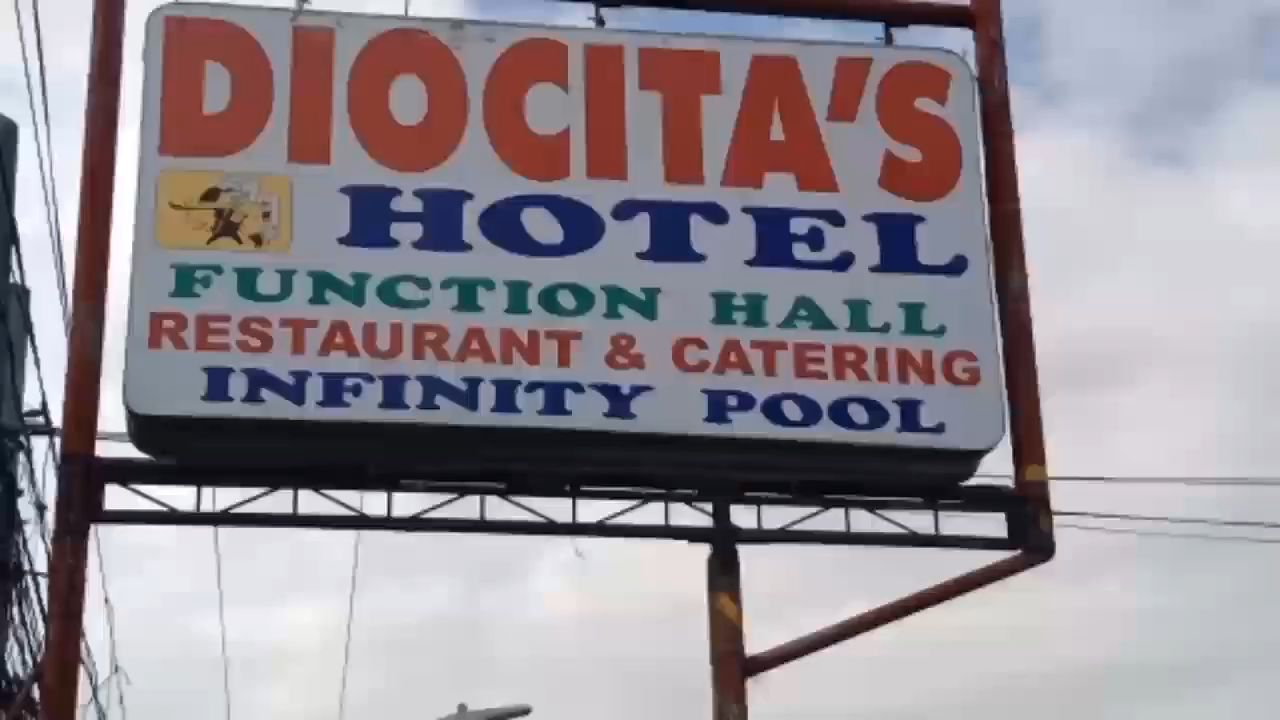 DIOCITA'S
HOTEL
FUNCTION HALL
RESTAURANT & CATERING
INFINITY POOL